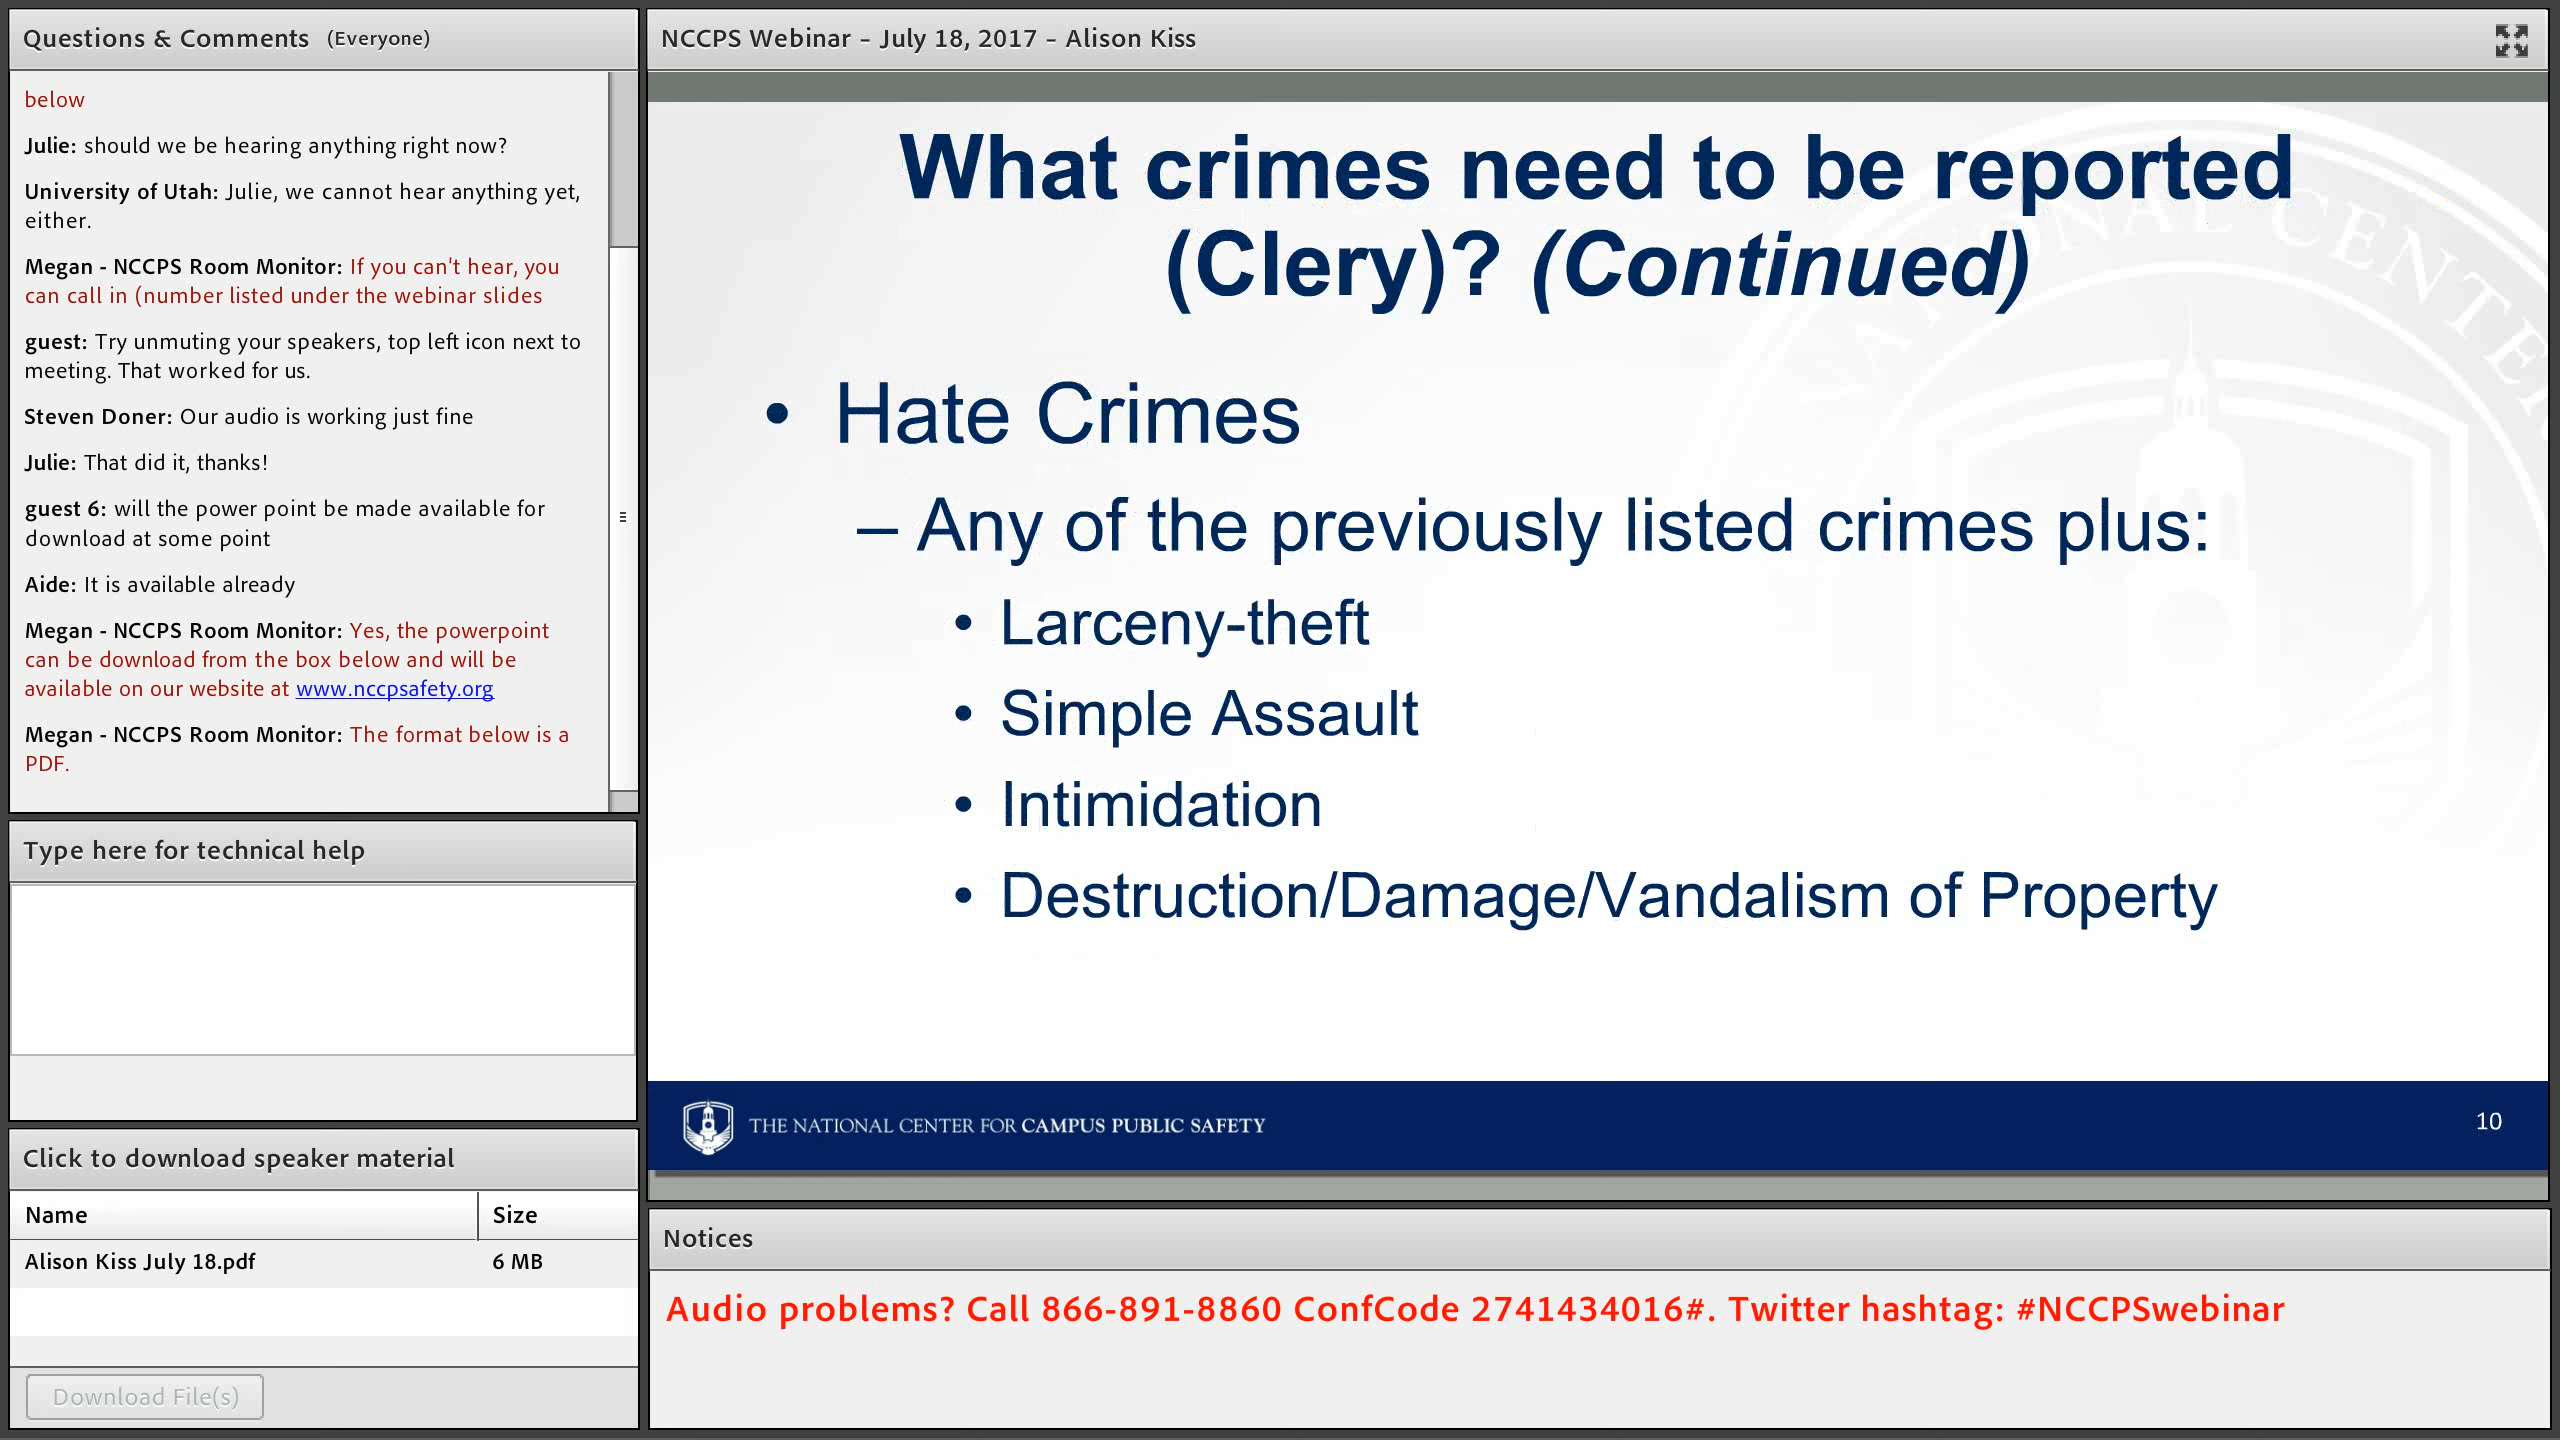 Questions & Comments (Everyone)
below
Julie: should we be hearing anything right now?
University of Utah: Julie, we cannot hear anything yet,
either.
Megan - NCCPS Room Monitor: If you can't hear, you
can call in (number listed under the webinar slides
guest: Try unmuting your speakers, top left icon next to
meeting. That worked for us.
Steven Doner: Our audio is working just fine
Julie: That did it, thanks!
guest 6: will the power point be made available for
download at some point
Aide: It is available already
Megan - NCCPS Room Monitor: Yes, the powerpoint
can be download from the box below and will be
available on our website at www.nccpsafety.org
Megan - NCCPS Room Monitor: The format below is a
PDF.
Type here for technical help
Click to download speaker material
Name Size
Alison Kiss July 18.pdf 6 MB
Download File(s)
NCCPS Webinar - July 18, 2017 - Alison Kiss
NATIONAL CENTER
What crimes need to be reported
(Clery)? (Continued)
• Hate Crimes
– Any of the previously listed crimes plus:
• Larceny-theft
• Simple Assault
• Intimidation
• Destruction/Damage/Vandalism of Property
THE NATIONAL CENTER FOR CAMPUS PUBLIC SAFETY
10
Notices
Audio problems? Call 866-891-8860 ConfCode 2741434016#. Twitter hashtag: #NCCPSwebinar